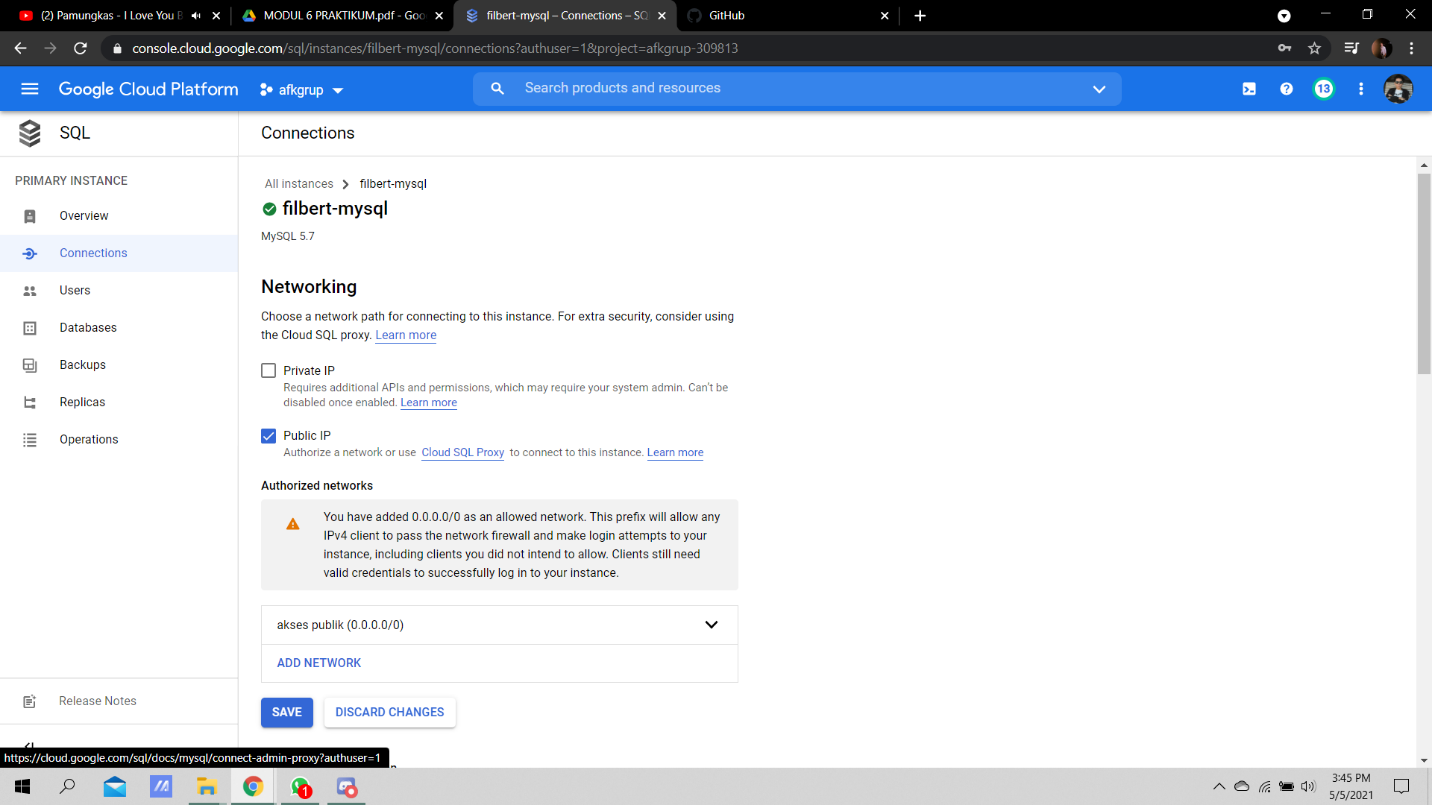 (2) Pamungkas - I Love You B
MODUL 6 PRAKTIKUM.pdf - Goo
filbert-mysql – Connections – SQ
GitHub
console.cloud.google.com/sql/instances/filbert-mysql/connections?authuser=1&project=afkgrup-309813
Google Cloud Platform
afkgrup
Search products and resources
13
SQL
Connections
PRIMARY INSTANCE
Overview
Connections
Users
Databases
Backups
Replicas
Operations
Release Notes
All instances
filbert-mysql
filbert-mysql
MySQL 5.7
Networking
Choose a network path for connecting to this instance. For extra security, consider using
the Cloud SQL proxy. Learn more
Private IP
Requires additional APIs and permissions, which may require your system admin. Can't be
disabled once enabled. Learn more
Public IP
Authorize a network or use Cloud SQL Proxy to connect to this instance. Learn more
Authorized networks
You have added 0.0.0.0/0 as an allowed network. This prefix will allow any
IPv4 client to pass the network firewall and make login attempts to your
instance, including clients you did not intend to allow. Clients still need
valid credentials to successfully log in to your instance.
akses publik (0.0.0.0/0)
ADD NETWORK
SAVE
DISCARD CHANGES
https://cloud.google.com/sql/docs/mysql/connect-admin-proxy?authuser=1
1
3:45 PM
5/5/2021